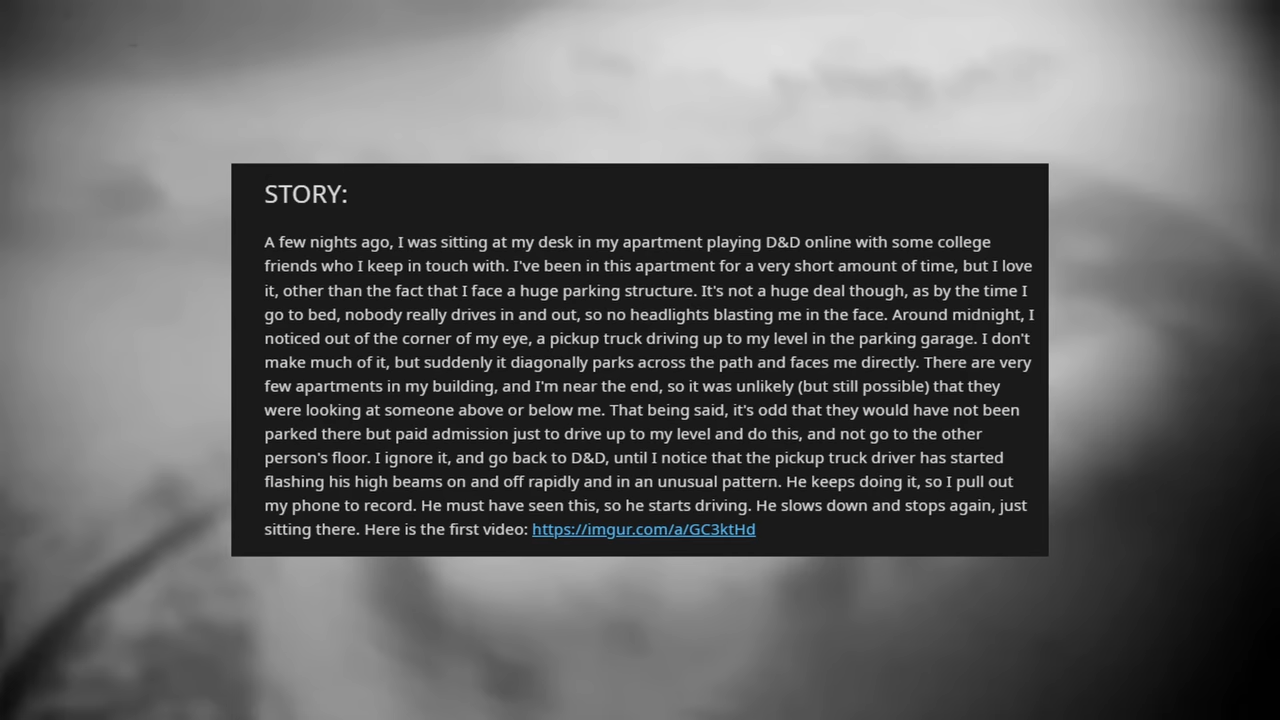 STORY:
A few nights ago, I was sitting at my desk in my apartment playing D&D online with some college
friends who I keep in touch with. I've been in this apartment for a very short amount of time, but I love
it, other than the fact that I face a huge parking structure. It's not a huge deal though, as by the time I
go to bed, nobody really drives in and out, so no headlights blasting me in the face. Around midnight, I
noticed out of the corner of my eye, a pickup truck driving up to my level in the parking garage. I don't
make much of it, but suddenly it diagonally parks across the path and faces me directly. There are very
few apartments in my building, and I'm near the end, so it was unlikely (but still possible) that they
were looking at someone above or below me. That being said, it's odd that they would have not been
parked there but paid admission just to drive up to my level and do this, and not go to the other
person's floor. I ignore it, and go back to D&D, until I notice that the pickup truck driver has started
flashing his high beams on and off rapidly and in an unusual pattern. He keeps doing it, so I pull out
my phone to record. He must have seen this, so he starts driving. He slows down and stops again, just
sitting there. Here is the first video: https://imgur.com/a/GC3ktHd